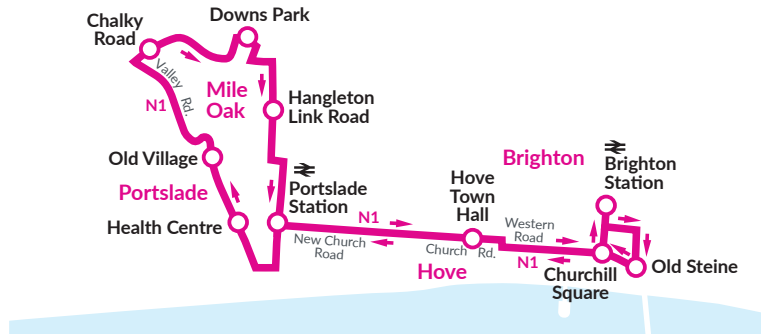 Downs Park
Chalky
Road
Valley Rd.
Mile
Oak
N1
Hangleton
Link Road
Old Village
Portslade
Portslade
Station
Health Centre
N1
New Church
Road
Hove
Town
Hall
Church Rd.
Hove
Western
Road
N1
Brighton
Brighton
Station
Churchill
Square
Old Steine